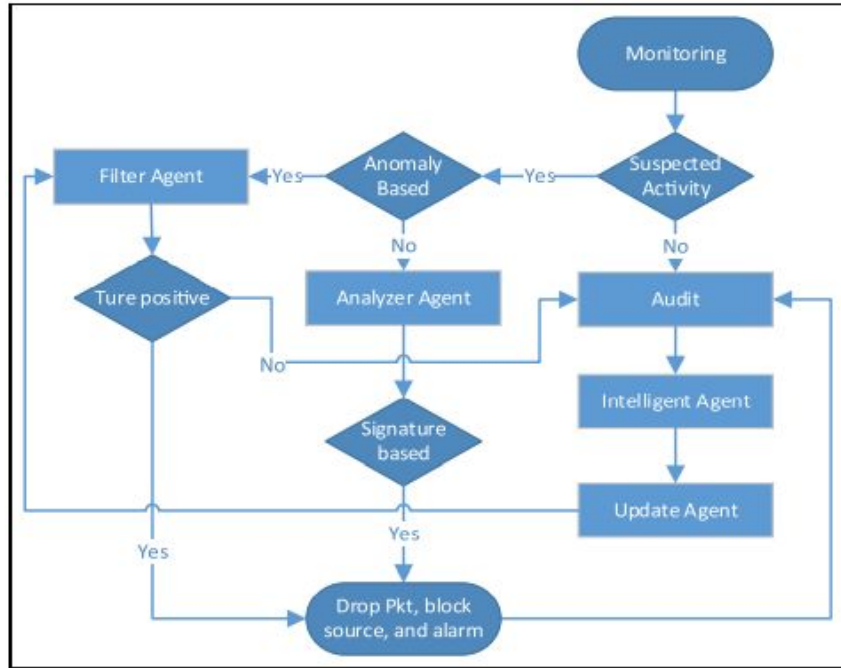 Monitoring
Filter Agent
Yes
Anomaly
Based
Yes
Suspected
Activity
No
No
Ture positive
Analyzer Agent
Audit
No
Intelligent Agent
Signature
based
Update Agent
Yes
Yes
Drop Pkt, block
source, and alarm